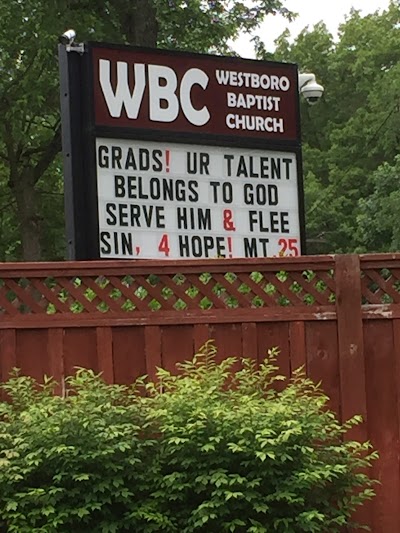 WBC WESTBORO
BAPTIST
CHURCH
GRADS! UR TALENT
BELONGS TO GOD
SERVE HIM & FLEE
SIN, 4 HOPE! MT 25